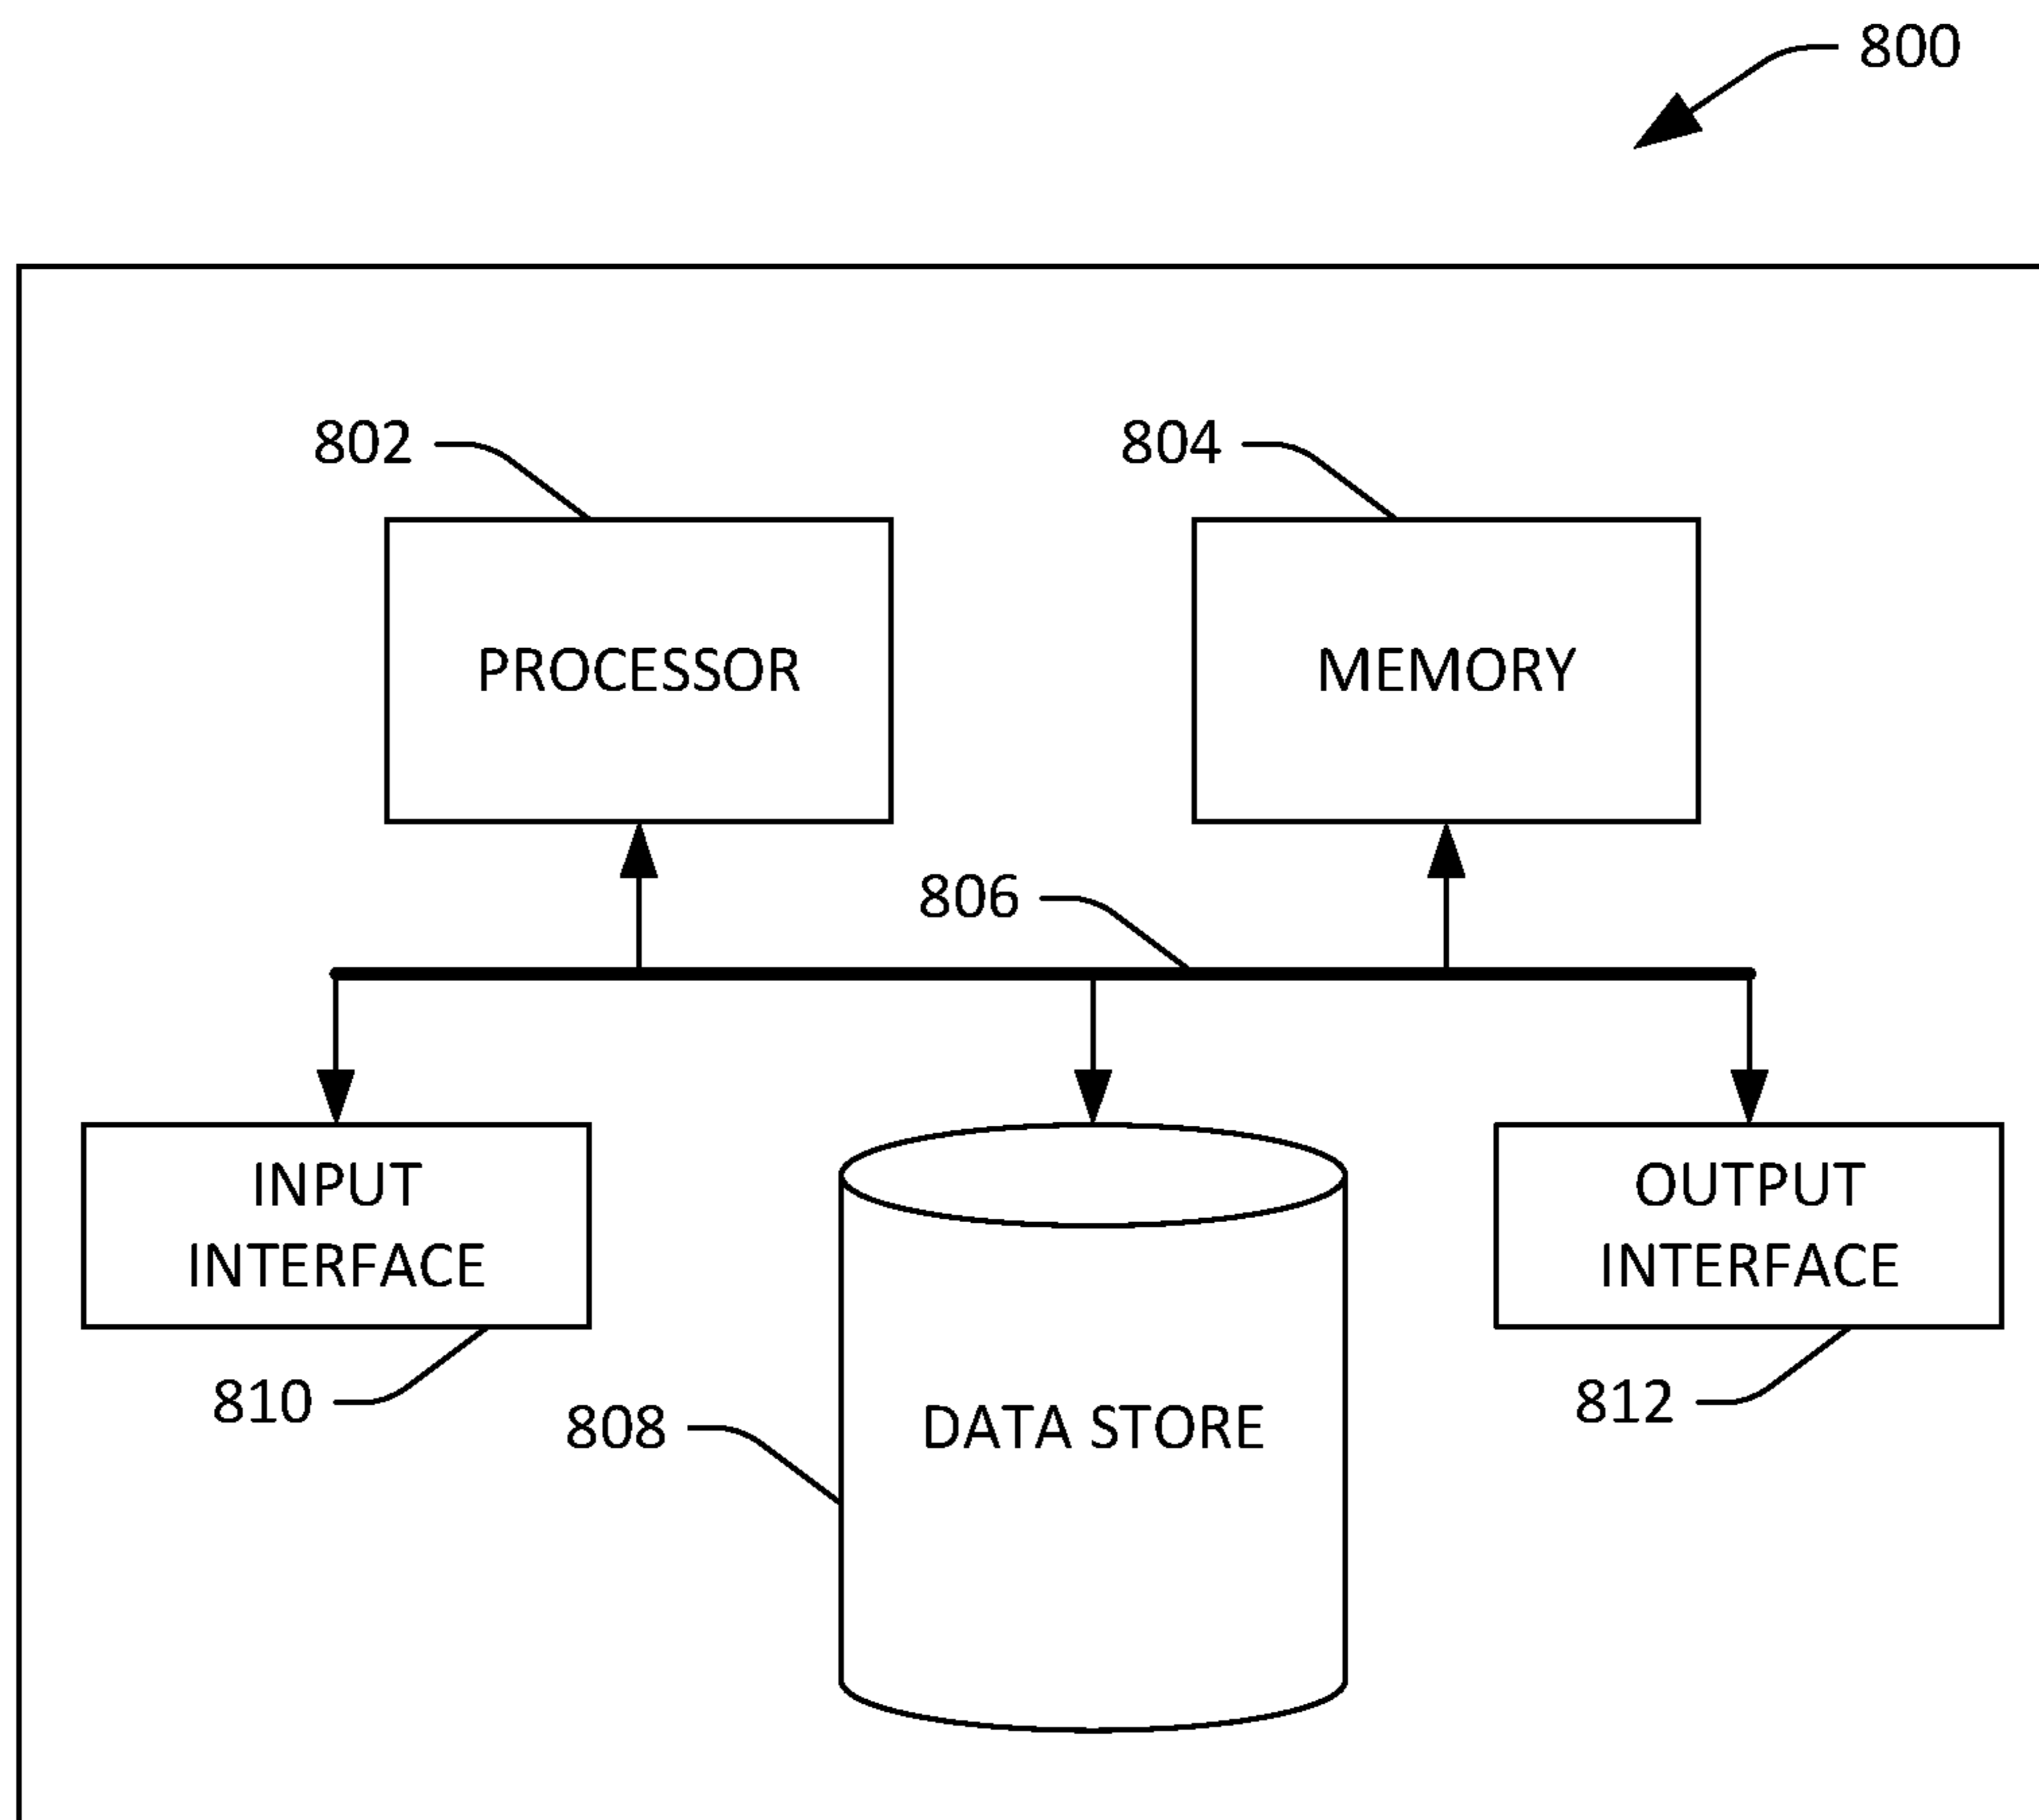 800
802
804
PROCESSOR
MEMORY
806
INPUT
INTERFACE
OUTPUT
INTERFACE
810
808
DATA STORE
812